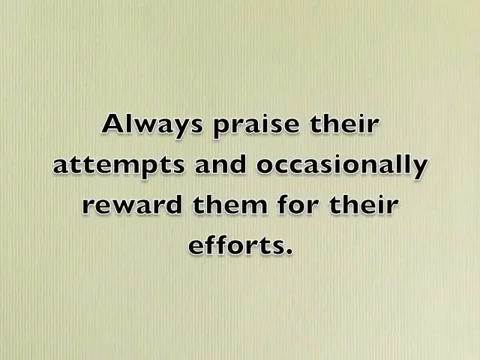 Always praise their
attempts and occasionally
reward them for their
efforts.